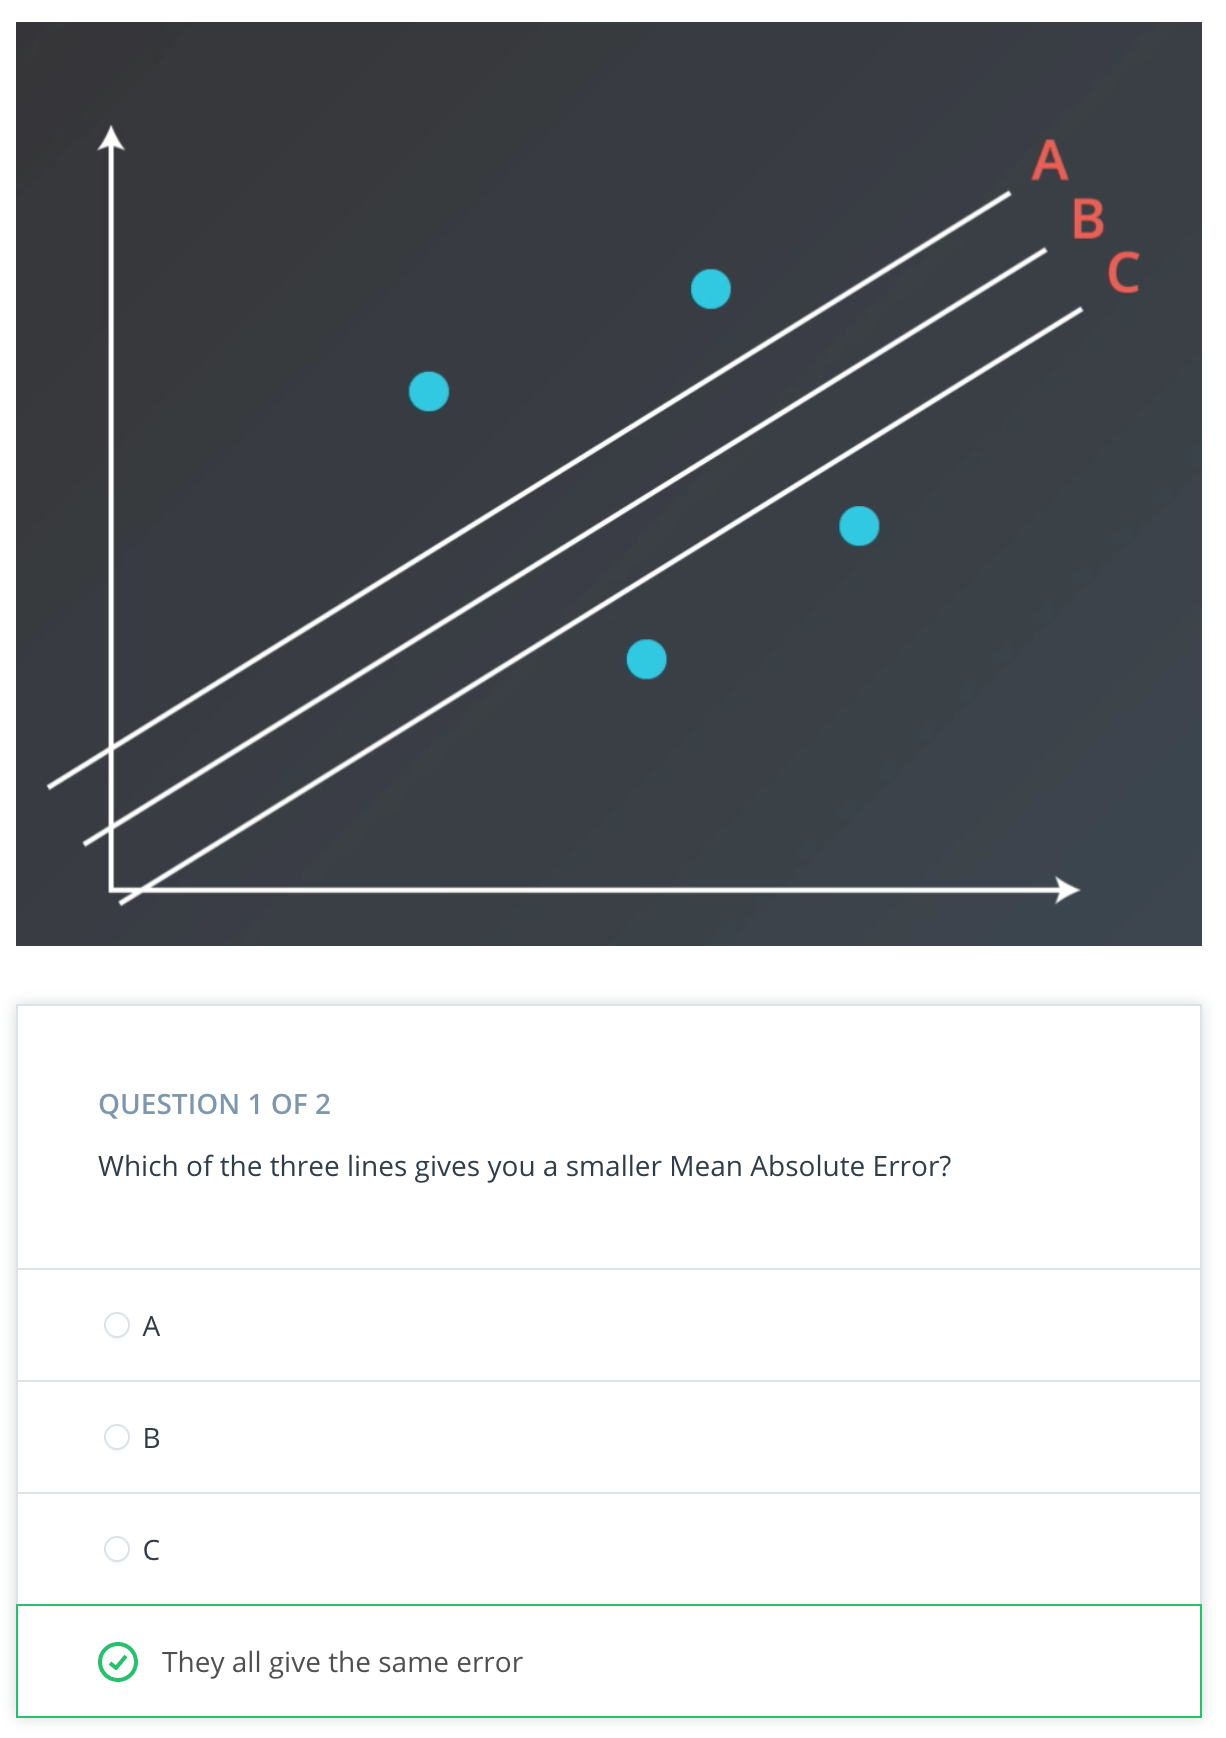 A
B
C
QUESTION 1 OF 2
Which of the three lines gives you a smaller Mean Absolute Error?
A
B
C
They all give the same error